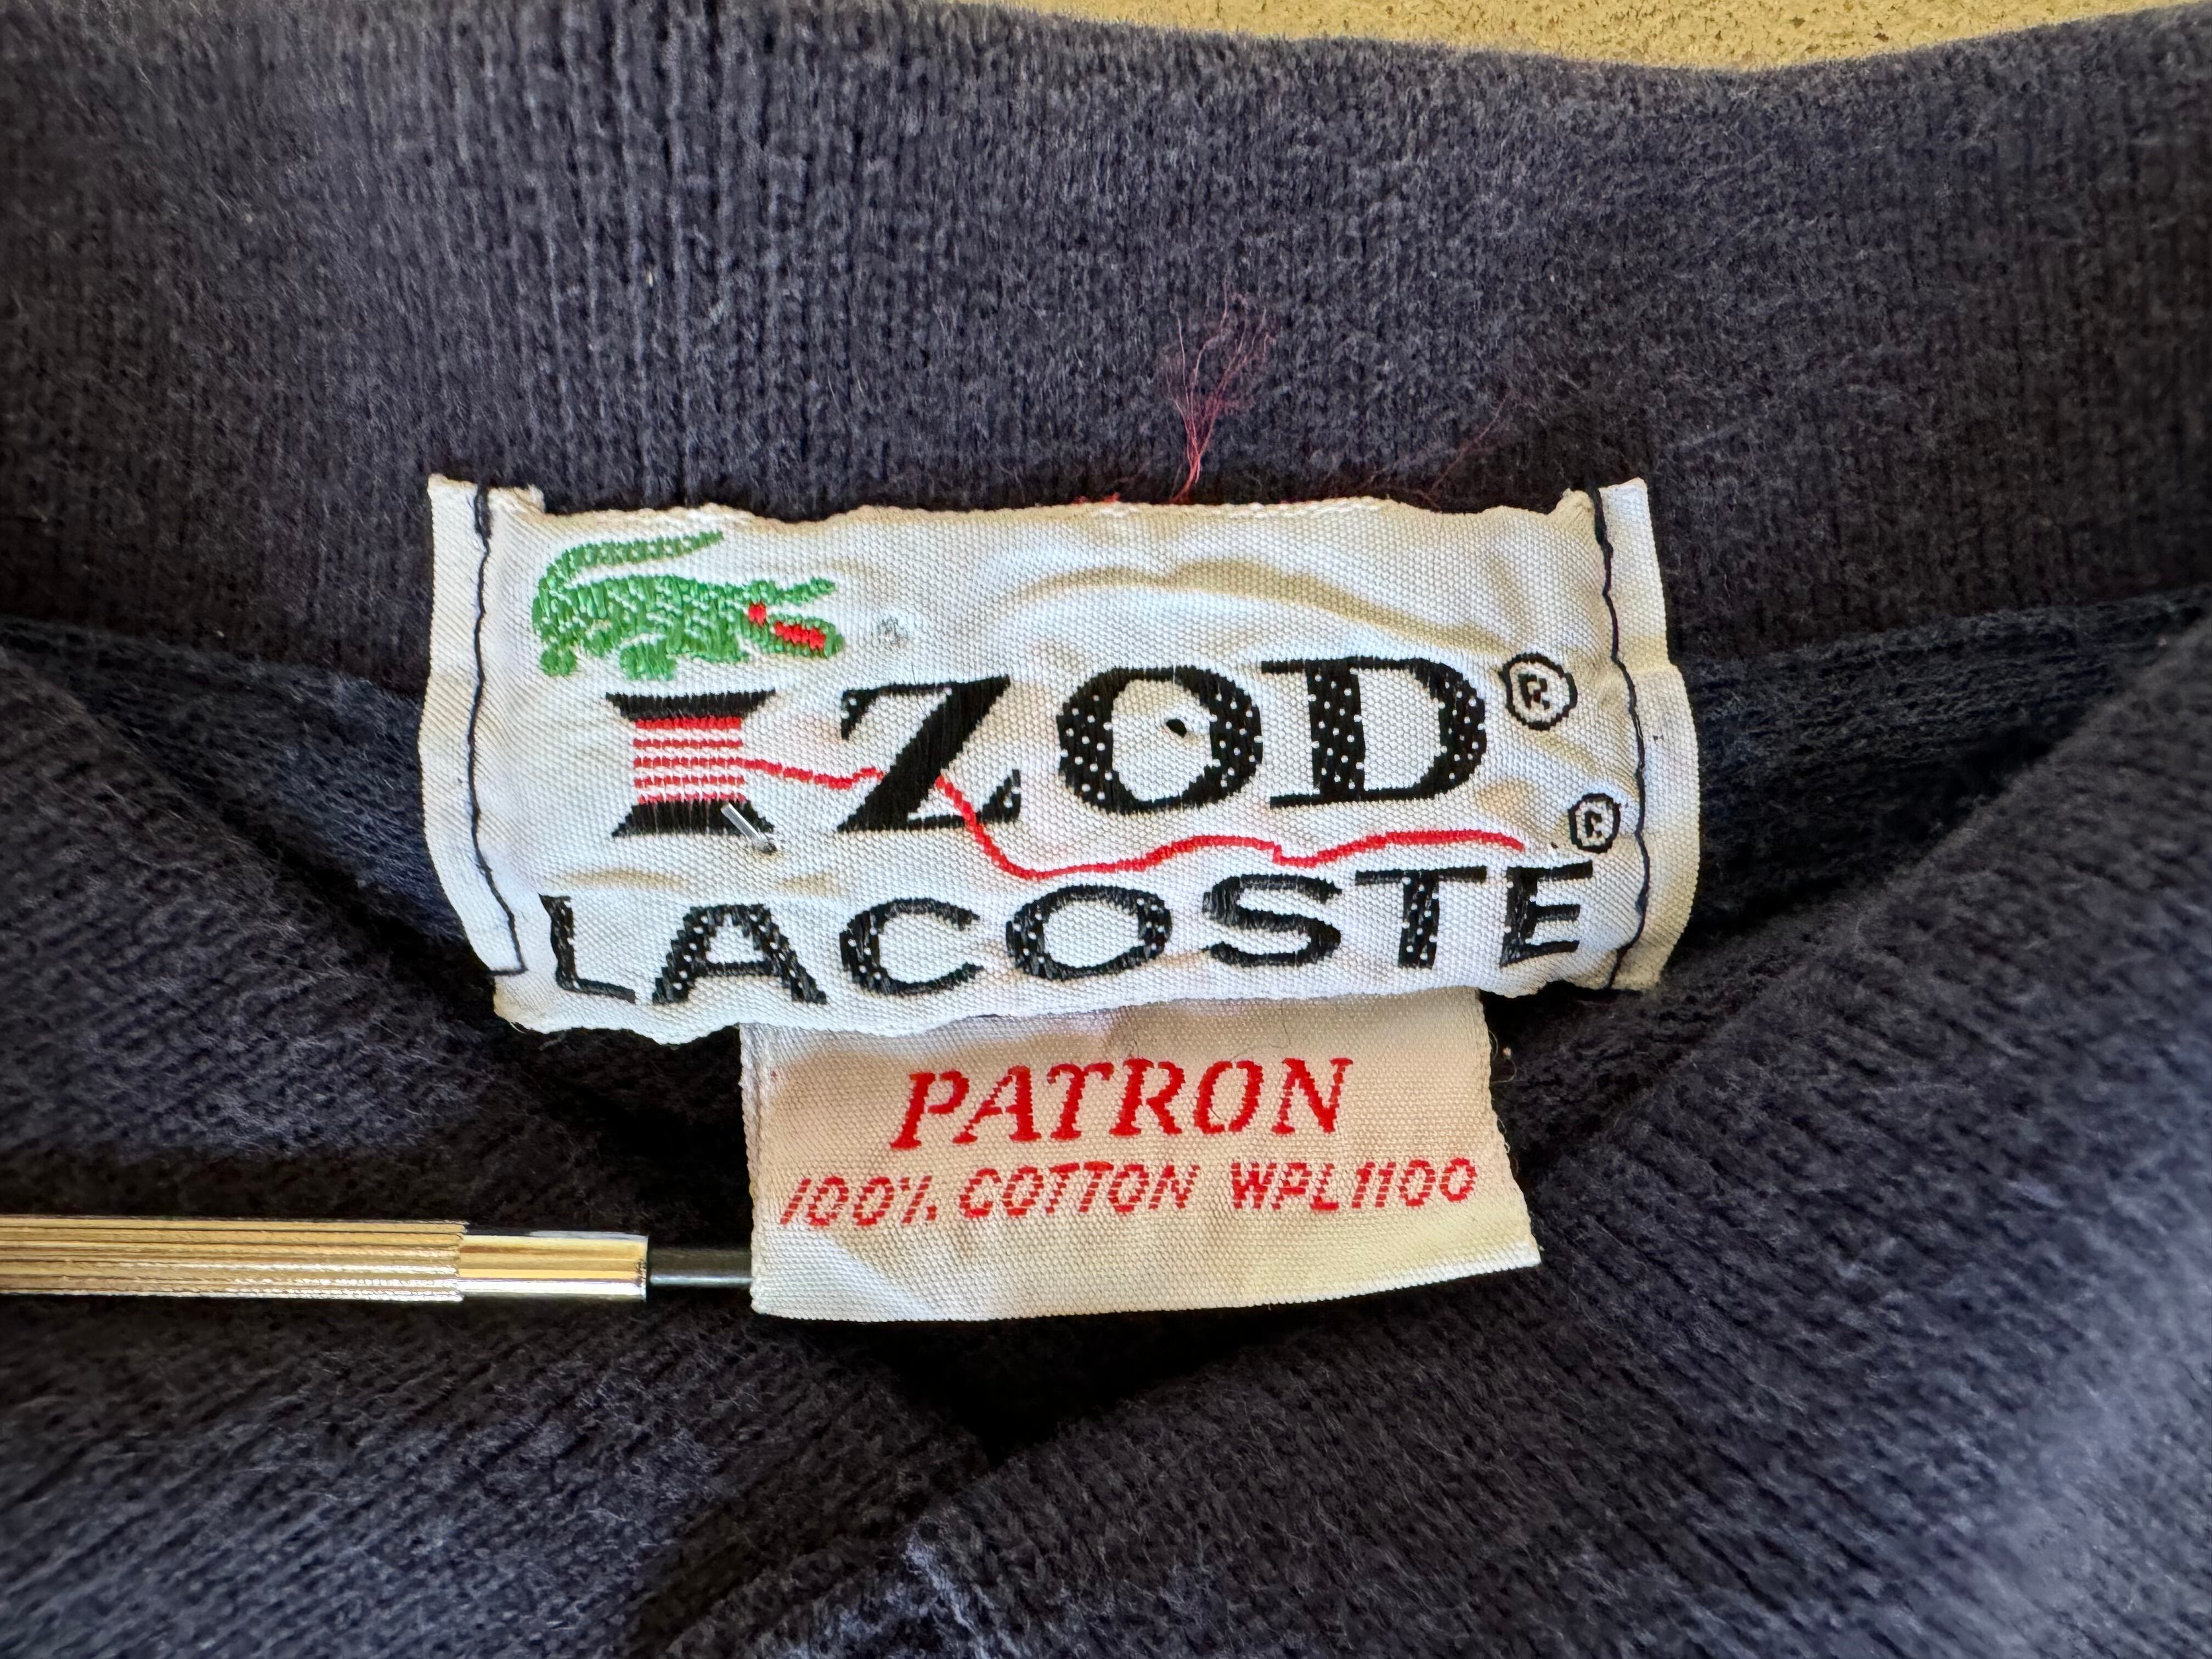 IZOD®
LACOSTE®
PATRON
100% COTTON WPL1100